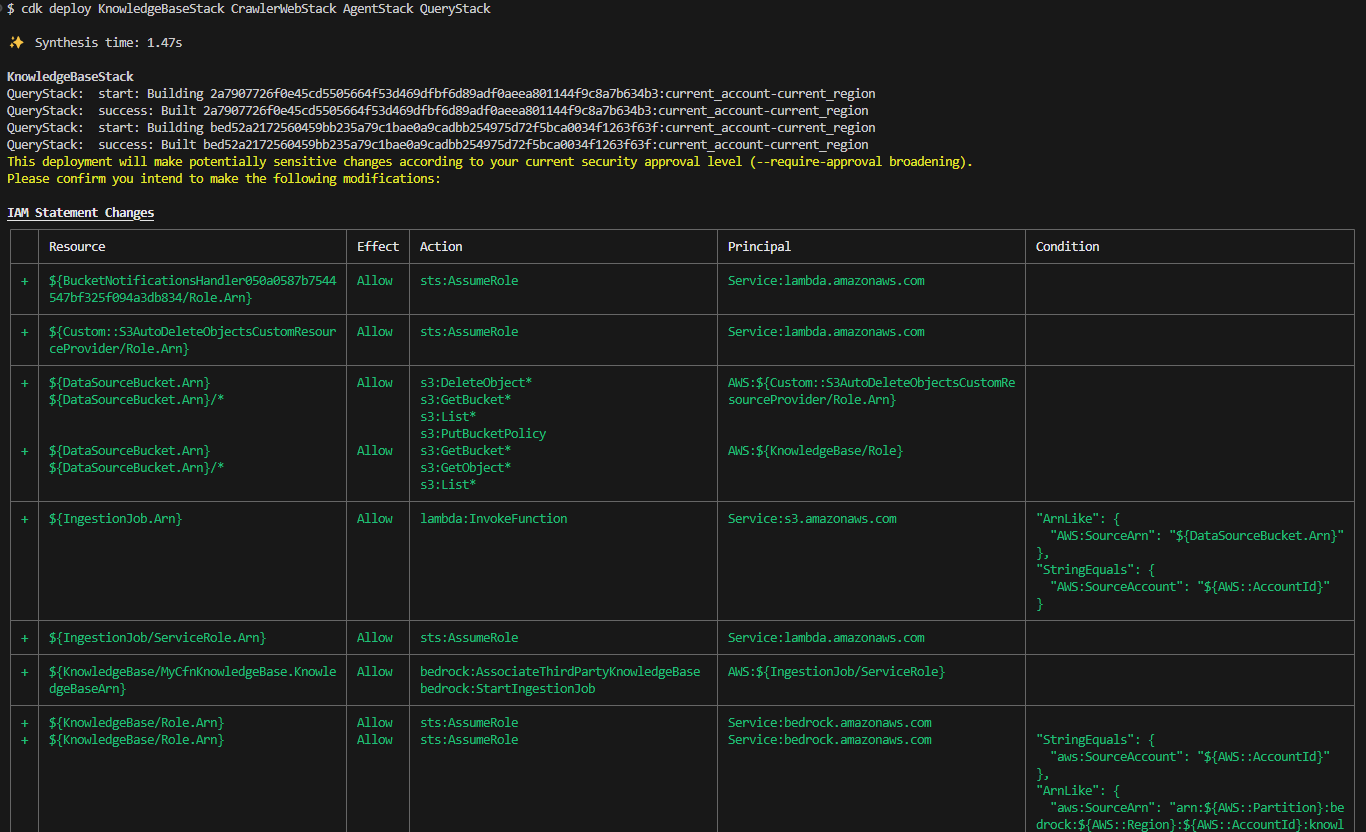 $ cdk deploy KnowledgeBaseStack CrawlerWebStack AgentStack QueryStack
✨ Synthesis time: 1.47s
KnowledgeBaseStack
QueryStack: start: Building 2a7907726f0e45cd5505664f53d469dfbf6d89adf0aeea801144f9c8a7b634b3:current_account-current_region
QueryStack: success: Built 2a7907726f0e45cd5505664f53d469dfbf6d89adf0aeea801144f9c8a7b634b3:current_account-current_region
QueryStack: start: Building bed52a2172560459bb235a79c1bae0a9cadbb254975d72f5bca0034f1263f63f:current_account-current_region
QueryStack: success: Built bed52a2172560459bb235a79c1bae0a9cadbb254975d72f5bca0034f1263f63f:current_account-current_region
This deployment will make potentially sensitive changes according to your current security approval level (--require-approval broadening).
Please confirm you intend to make the following modifications:
IAM Statement Changes
Resource Effect Action Principal Condition
+ ${BucketNotificationsHandler050a0587b7544 Allow sts:AssumeRole Service:lambda.amazonaws.com
547bf325f094a3db834/Role.Arn}
+ ${Custom::S3AutoDeleteObjectsCustomResour Allow sts:AssumeRole Service:lambda.amazonaws.com
ceProvider/Role.Arn}
+ ${DataSourceBucket.Arn} Allow s3:DeleteObject* AWS:${Custom::S3AutoDeleteObjectsCustomRe
${DataSourceBucket.Arn}/* s3:GetBucket* sourceProvider/Role.Arn}
s3:List*
s3:PutBucketPolicy
+ ${DataSourceBucket.Arn} Allow s3:GetBucket* AWS:${KnowledgeBase/Role}
${DataSourceBucket.Arn}/* s3:GetObject*
s3:List*
+ ${IngestionJob.Arn} Allow lambda:InvokeFunction Service:s3.amazonaws.com "ArnLike": {
"AWS:SourceArn": "${DataSourceBucket.Arn}"
},
"StringEquals": {
"AWS:SourceAccount": "${AWS::AccountId}"
}
+ ${IngestionJob/ServiceRole.Arn} Allow sts:AssumeRole Service:lambda.amazonaws.com
+ ${KnowledgeBase/MyCfnKnowledgeBase.Knowle Allow bedrock:AssociateThirdPartyKnowledgeBase AWS:${IngestionJob/ServiceRole}
dgeBaseArn} bedrock:StartIngestionJob
+ ${KnowledgeBase/Role.Arn} Allow sts:AssumeRole Service:bedrock.amazonaws.com
+ ${KnowledgeBase/Role.Arn} Allow sts:AssumeRole Service:bedrock.amazonaws.com "StringEquals": {
"aws:SourceAccount": "${AWS::AccountId}"
},
"ArnLike": {
"aws:SourceArn": "arn:${AWS::Partition}:be
drock:${AWS::Region}:${AWS::AccountId}:knowl